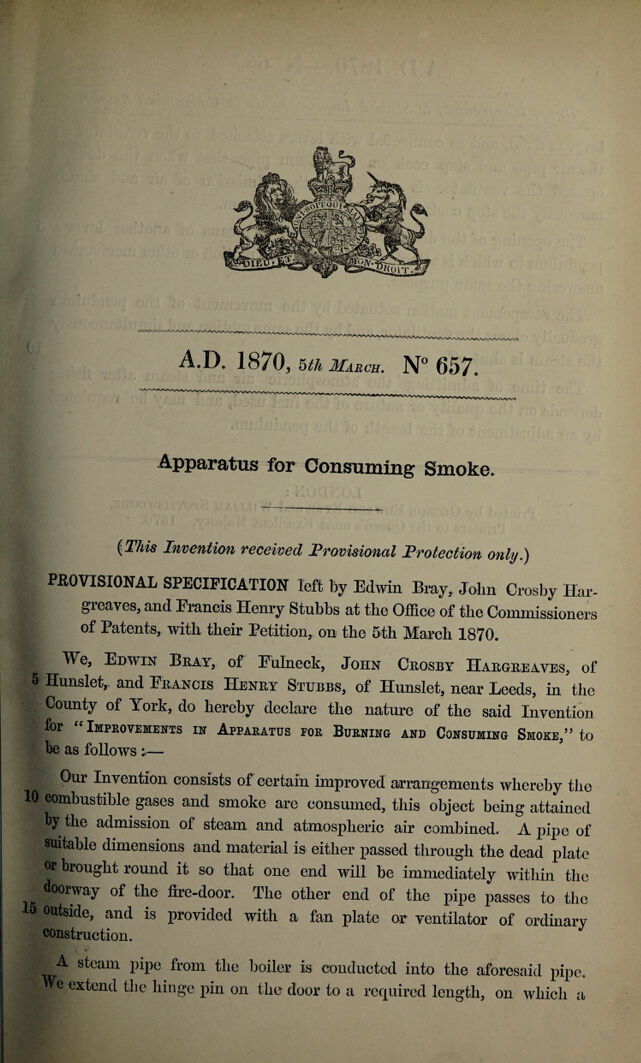 DIEU · ET · MON · DROIT ·
A.D. 1870, 5th MARCH. N° 657.
Apparatus for Consuming Smoke.
(This Invention received Provisional Protection only.)
PROVISIONAL SPECIFICATION left by Edwin Bray, John Crosby Har-
greaves, and Francis Henry Stubbs at the Office of the Commissioners
of Patents, with their Petition, on the 5th March 1870.
We, EDWIN BRAY, of Fulneck, JOHN CROSBY HARGREAVES, of
5 Hunslet, and FRANCIS HENRY STUBBS, of Hunslet, near Leeds, in the
County of York, do hereby declare the nature of the said Invention
for “IMPROVEMENTS IN APPARATUS FOR BURNING AND CONSUMING SMOKE,” to
be as follows :—
Our Invention consists of certain improved arrangements whereby the
10 combustible gases and smoke are consumed, this object being attained
by the admission of steam and atmospheric air combined. A pipe of
suitable dimensions and material is either passed through the dead plate
or brought round it so that one end will be immediately within the
doorway of the fire-door. The other end of the pipe passes to the
15 outside, and is provided with a fan plate or ventilator of ordinary
construction.
A steam pipe from the boiler is conducted into the aforesaid pipe.
We extend the hinge pin on the door to a required length, on which a